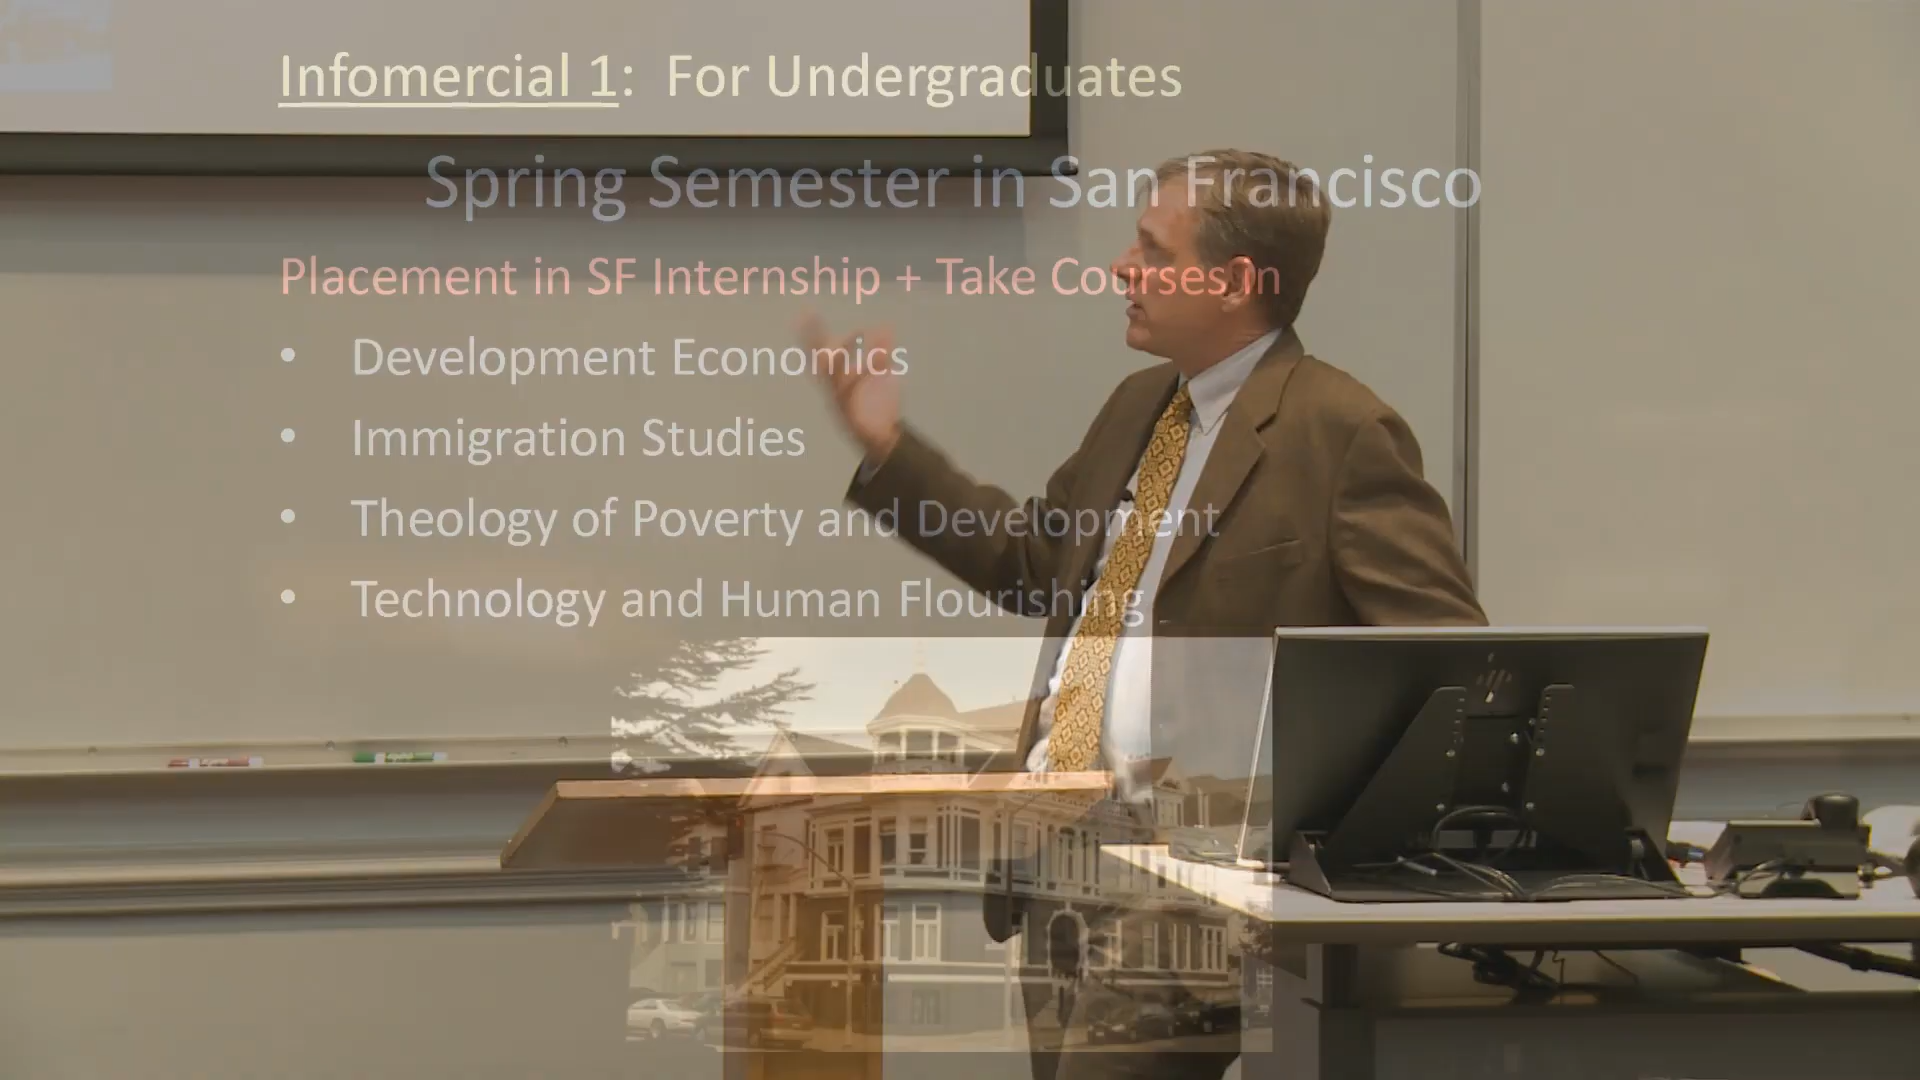 Infomercial 1: For Undergraduates
Spring Semester in San Francisco
Placement in SF Internship + Take Courses in
• Development Economics
• Immigration Studies
• Theology of Poverty and Development
• Technology and Human Flourishing